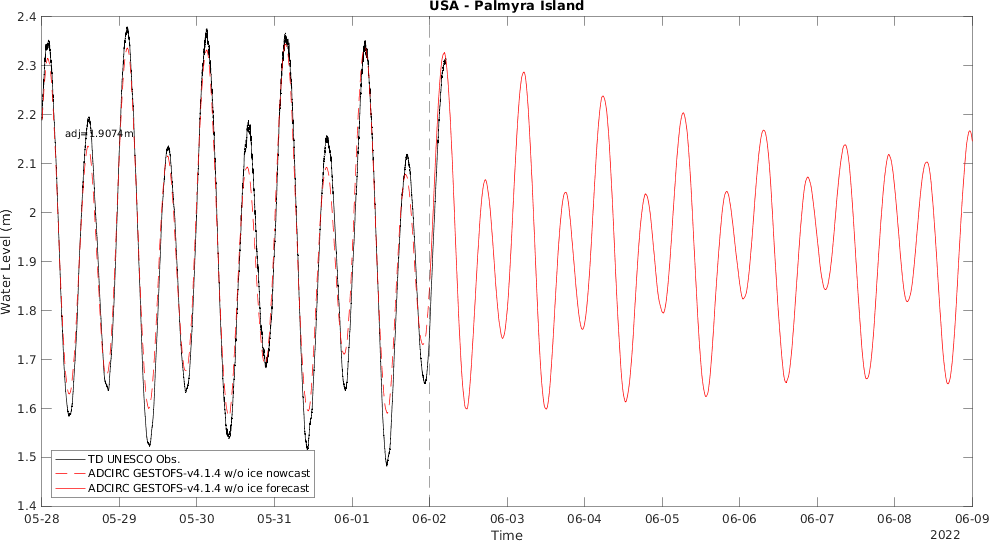 USA - Palmyra Island
2.4
2.3
2.2
2.1
2
1.9
1.8
1.7
1.6
1.5
1.4
Water Level (m)
adj=1.9074m
TD UNESCO Obs.
ADCIRC GESTOFS-v4.1.4 w/o ice nowcast
ADCIRC GESTOFS-v4.1.4 w/o ice forecast
05-28 05-29 05-30 05-31 06-01 06-02 06-03 06-04 06-05 06-06 06-07 06-08 06-09
Time
2022